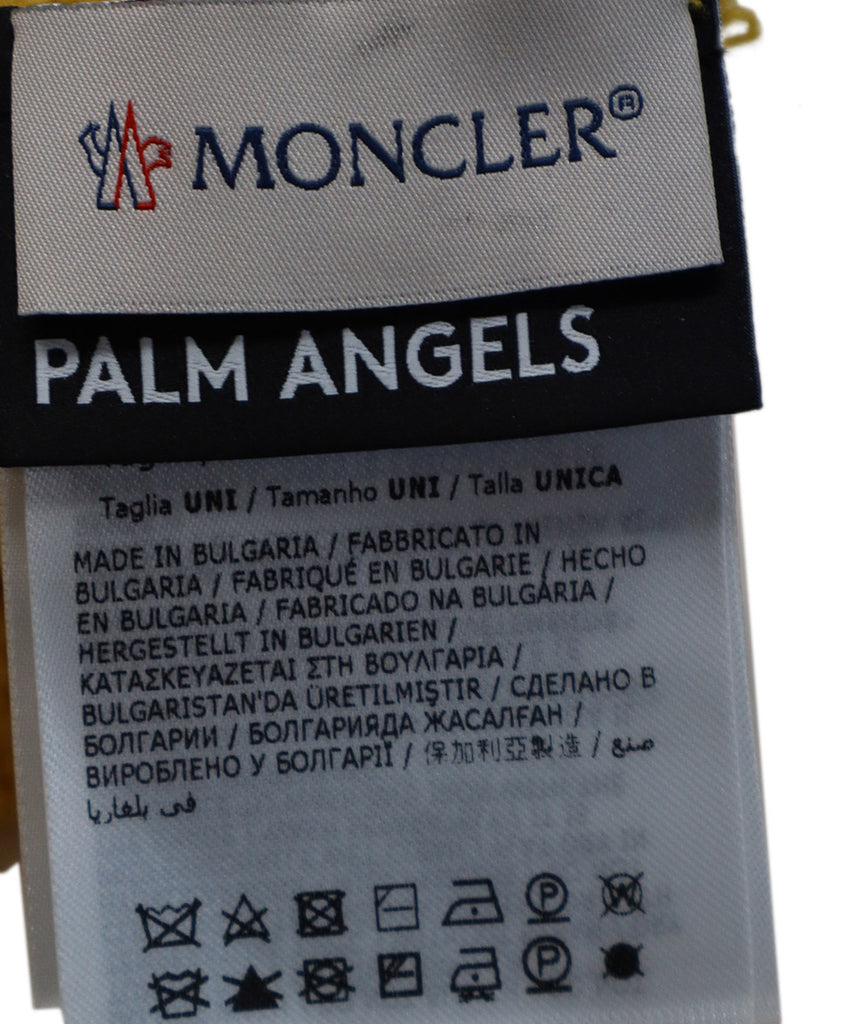 MONCLER®
PALM ANGELS
Taglia UNI / Tamanho UNI / Talla UNICA
MADE IN BULGARIA / FABBRICATO IN
BULGARIA / FABRIQUÉ EN BULGARIE / HECHO
EN BULGARIA / FABRICADO NA BULGÁRIA /
HERGESTELLT IN BULGARIEN /
ΚΑΤΑΣΚΕΥΑΖΕΤΑΙ ΣΤΗ ΒΟΥΛΓΑΡΙΑ /
BULGARISTAN'DA ÜRETILMIŞTIR / СДЕЛАНО В
БОЛГАРИИ / БОЛГАРИЯДА ЖАСАЛҒАН /
ВИРОБЛЕНО У БОЛГАРІЇ / 保加利亞製造 / صنع
في بلغاريا
P W
P